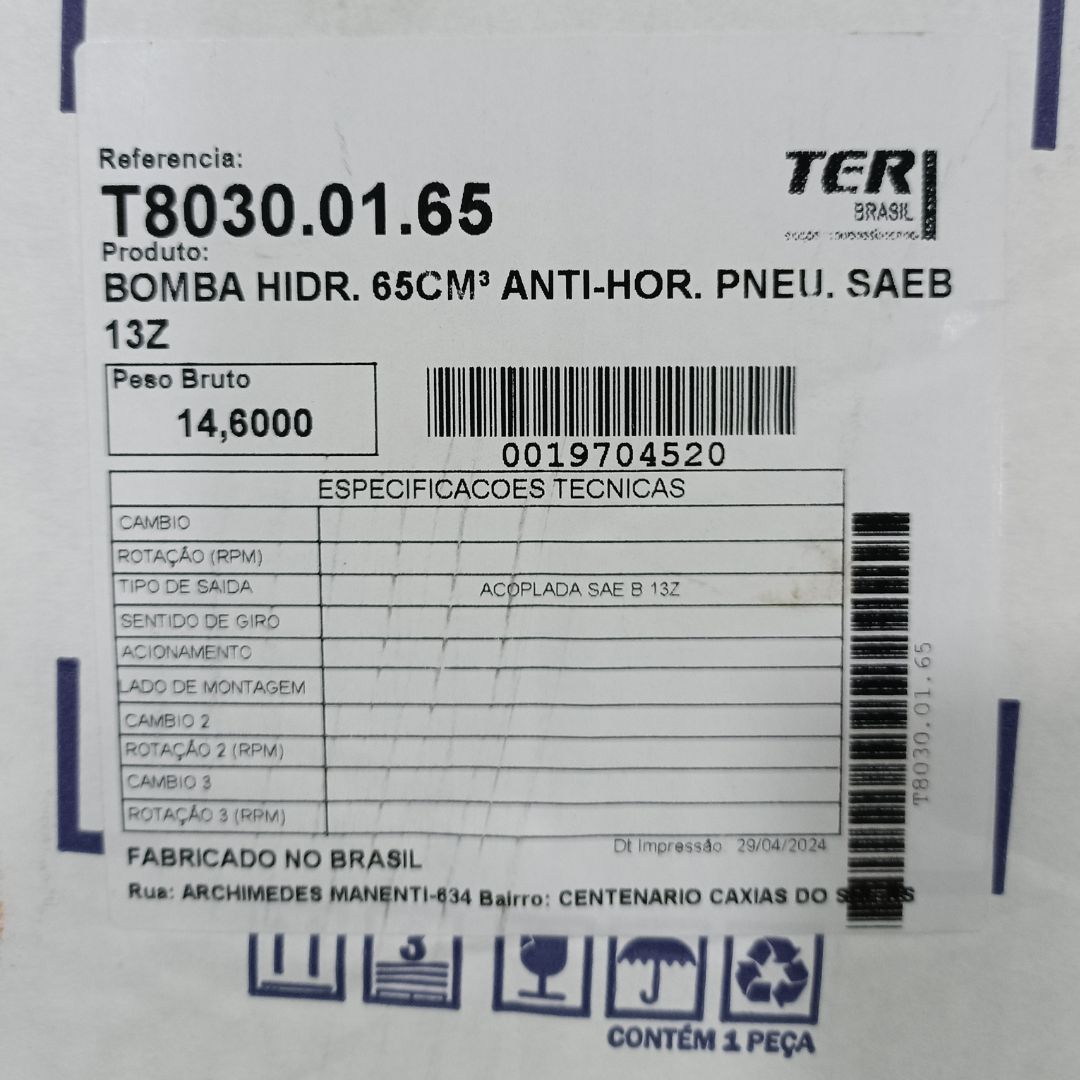 Referencia:
T8030.01.65
TER
BRASIL
Produto:
BOMBA HIDR. 65CM³ ANTI-HOR. PNEU. SAEB
13Z
Peso Bruto
14,6000
0019704520
ESPECIFICACOES TECNICAS
CAMBIO
ROTAÇÃO (RPM)
TIPO DE SAIDA ACOPLADA SAE B 13Z
SENTIDO DE GIRO
ACIONAMENTO
LADO DE MONTAGEM
CAMBIO 2
ROTAÇÃO 2 (RPM)
CAMBIO 3
ROTAÇÃO 3 (RPM)
T8030.01.65
Dt Impressão 29/04/2024
FABRICADO NO BRASIL
Rua: ARCHIMEDES MANENTI-634 Bairro: CENTENARIO CAXIAS DO
3
CONTÉM 1 PEÇA